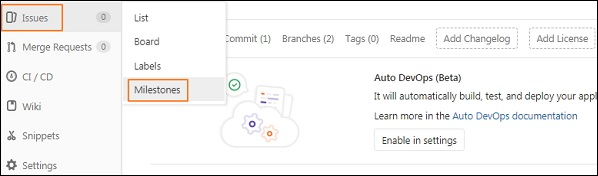 Issues 0
Merge Requests 0
CI / CD
Wiki
Snippets
Settings
List
Board
Labels
Milestones
Commit (1) Branches (2) Tags (0) Readme Add Changelog Add License
Auto DevOps (Beta)
It will automatically build, test, and deploy your appl
Learn more in the Auto DevOps documentation
Enable in settings